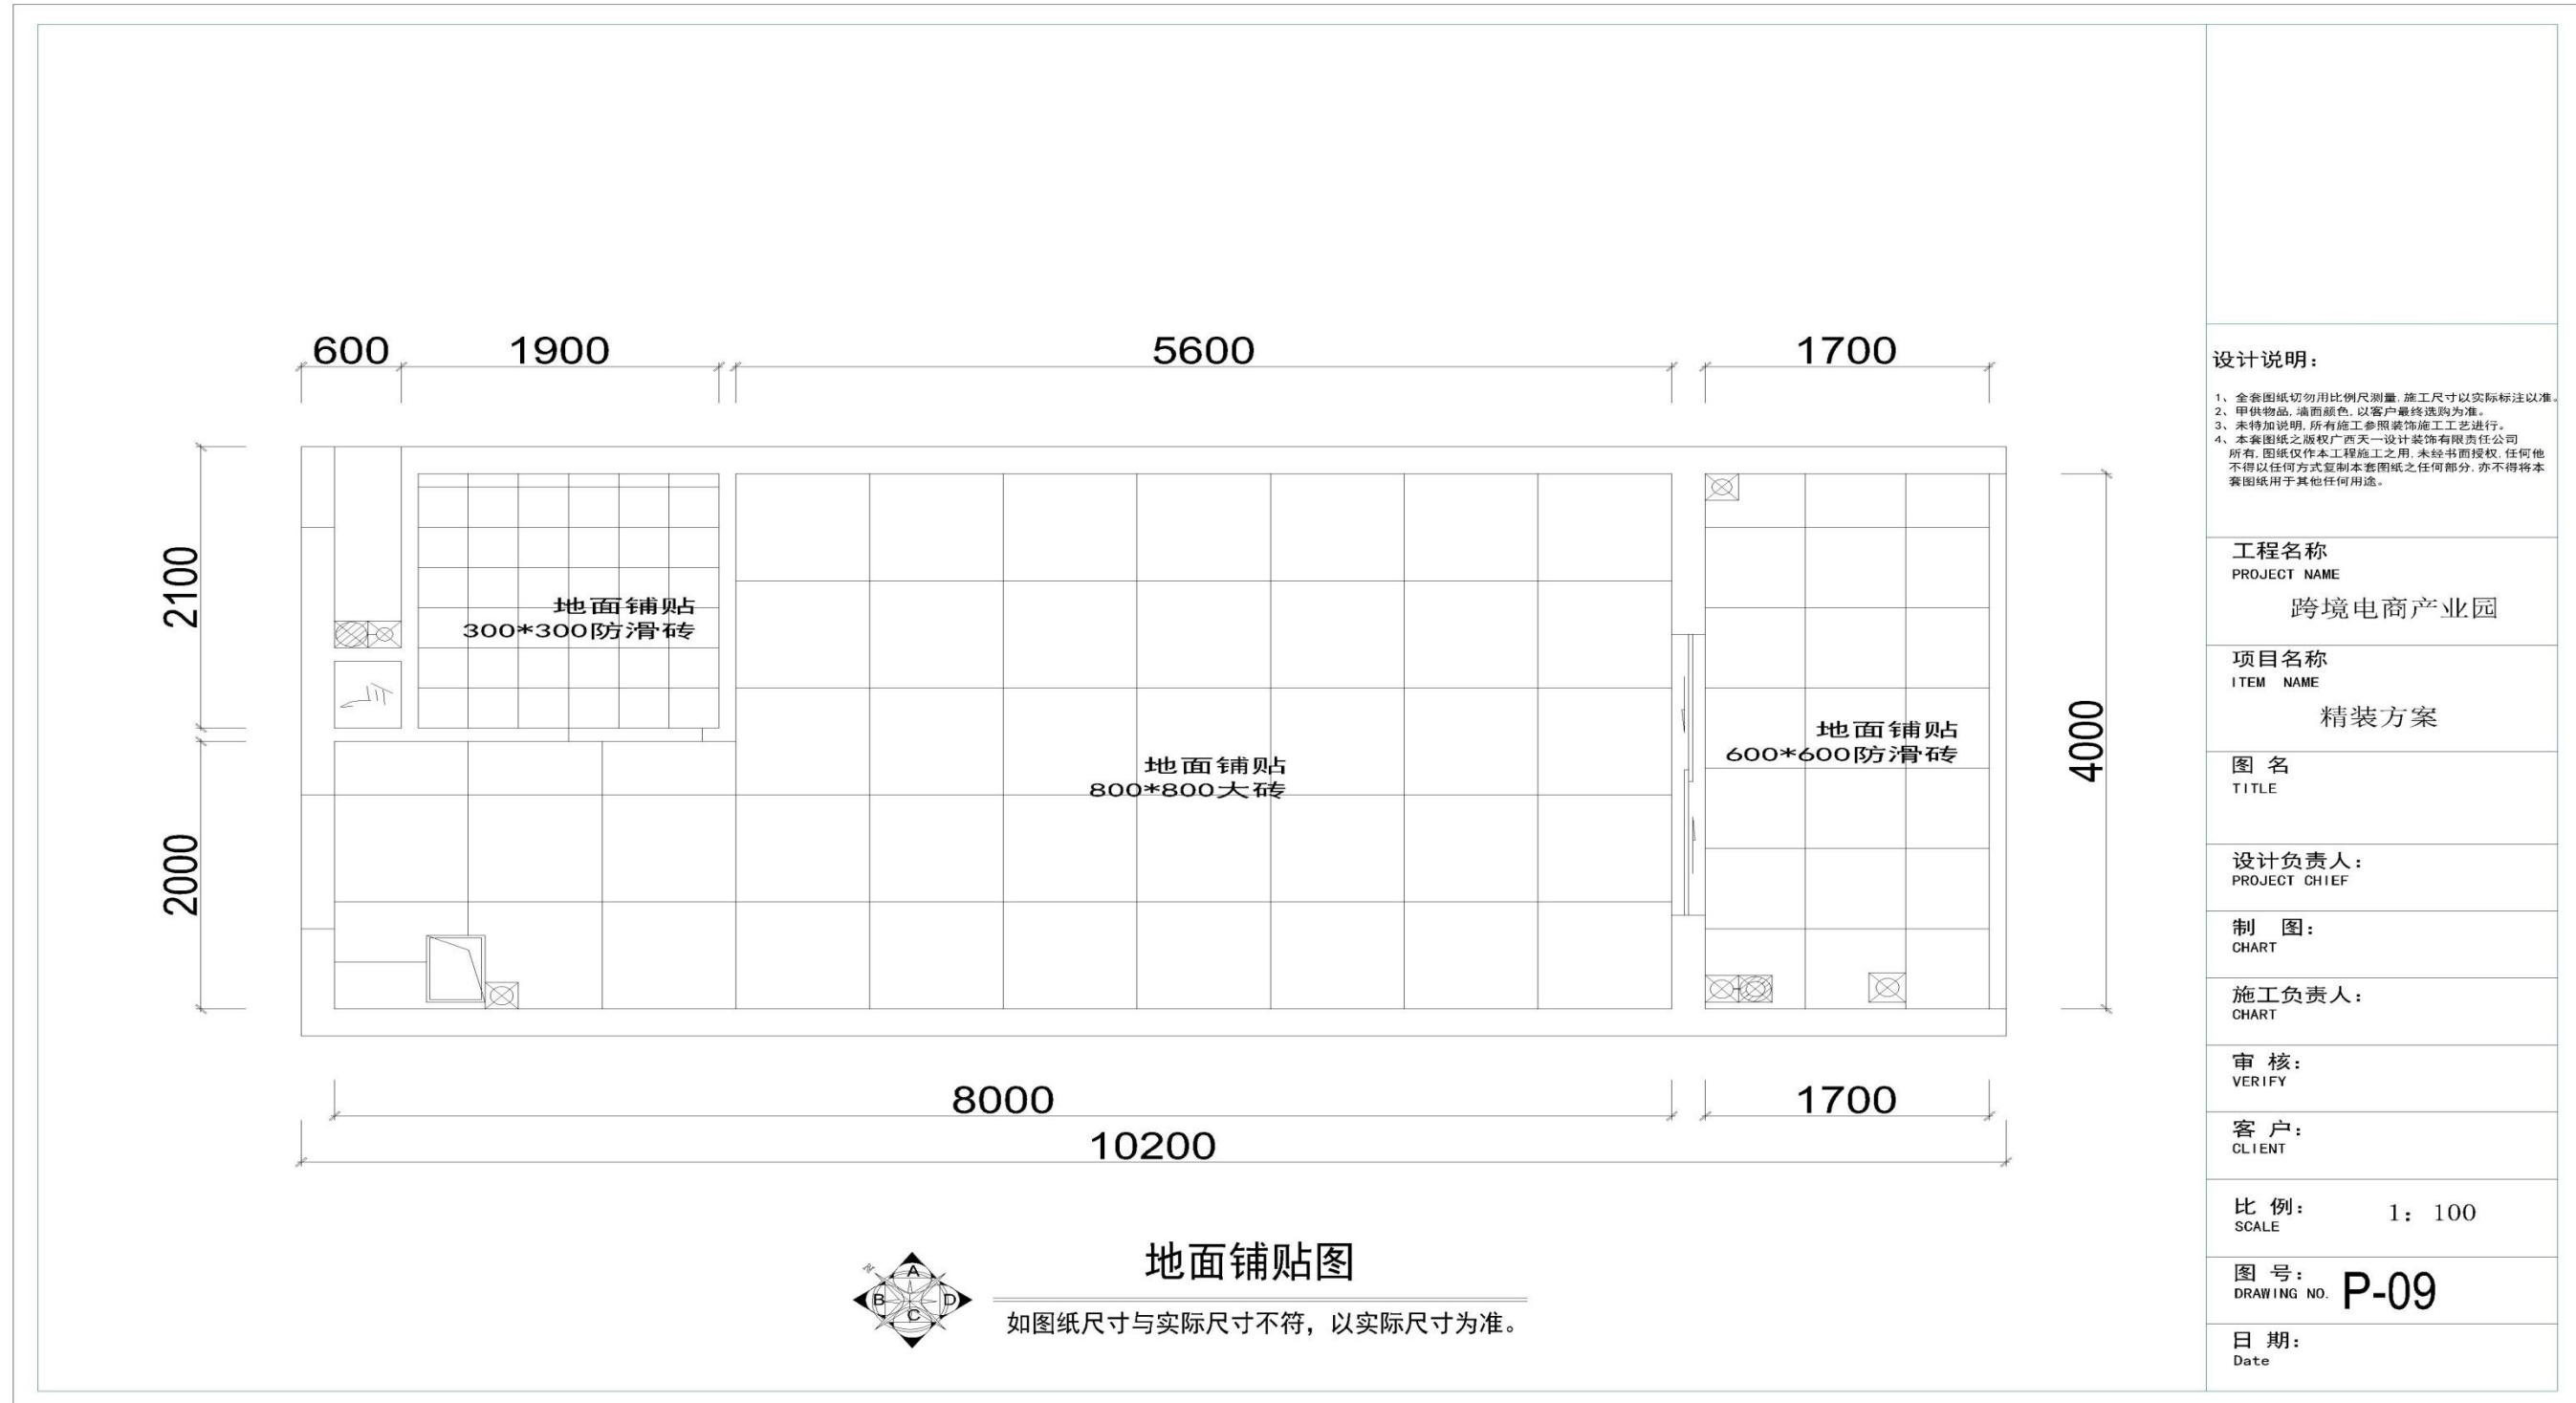 600
1900
5600
1700
2100
2000
4000
地面铺贴
300*300防滑砖
地面铺贴
800*800大砖
地面铺贴
600*600防滑砖
8000
1700
10200
N
A
B
D
C
地面铺贴图
如图纸尺寸与实际尺寸不符，以实际尺寸为准。
设计说明：
1、全套图纸切勿用比例尺测量,施工尺寸以实际标注以准。
2、甲供物品,墙面颜色,以客户最终选购为准。
3、未特加说明,所有施工参照装饰施工工艺进行。
4、本套图纸之版权广西天一设计装饰有限责任公司
所有,图纸仅作本工程施工之用,未经书面授权,任何他
不得以任何方式复制本套图纸之任何部分,亦不得将本
套图纸用于其他任何用途。
工程名称
PROJECT NAME
跨境电商产业园
项目名称
ITEM NAME
精装方案
图 名
TITLE
设计负责人：
PROJECT CHIEF
制 图：
CHART
施工负责人：
CHART
审 核：
VERIFY
客 户：
CLIENT
比 例： 1：100
SCALE
图 号： P-09
DRAWING NO.
日 期：
Date